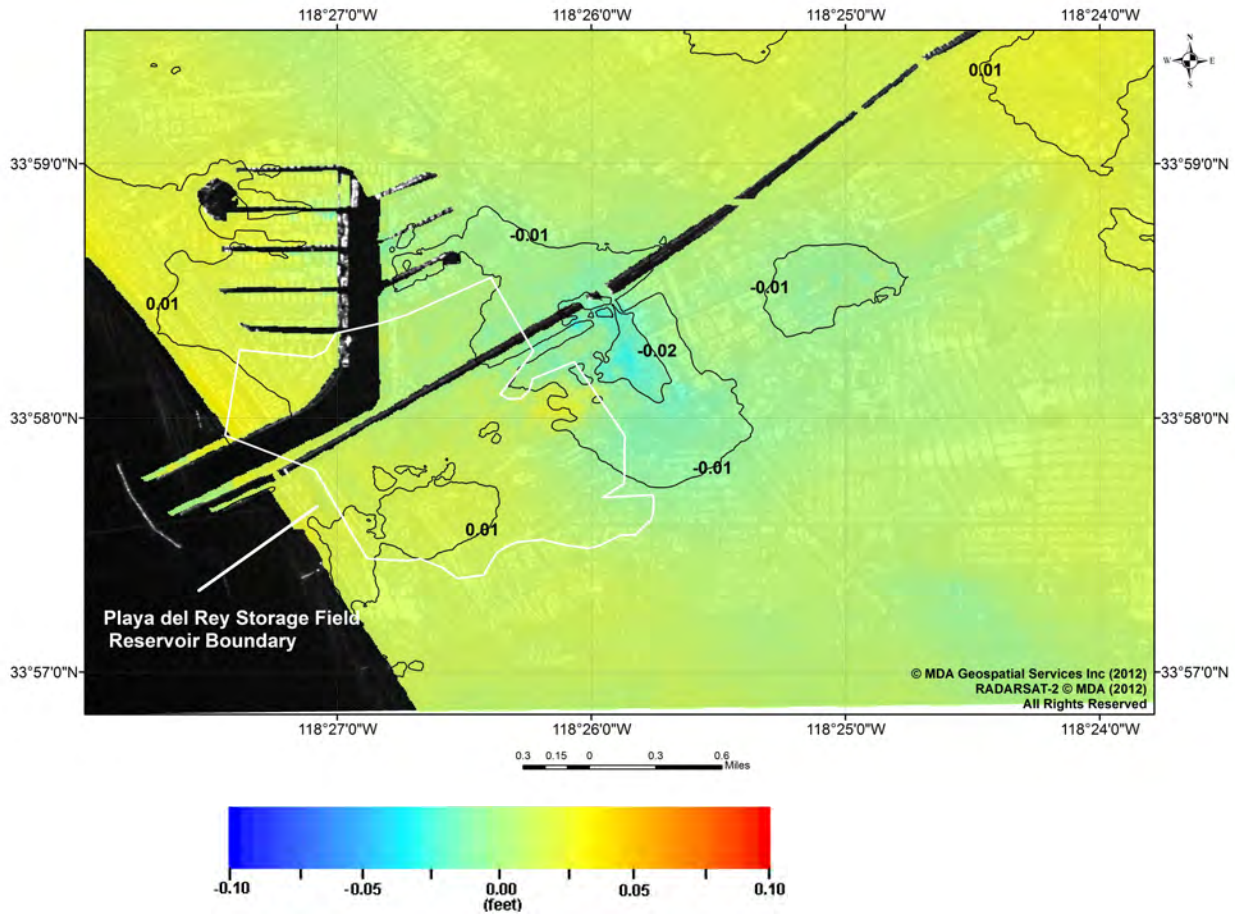 118°27'0"W 118°26'0"W 118°25'0"W 118°24'0"W
N
W E
S
0.01
33°59'0"N 33°59'0"N
-0.01
-0.01
0.01
-0.02
33°58'0"N 33°58'0"N
-0.01
0.01
Playa del Rey Storage Field
Reservoir Boundary
33°57'0"N 33°57'0"N
© MDA Geospatial Services Inc (2012)
RADARSAT-2 © MDA (2012)
All Rights Reserved
118°27'0"W 118°26'0"W 118°25'0"W 118°24'0"W
0.3 0.15 0 0.3 0.6
Miles
-0.10 -0.05 0.00 0.05 0.10
(feet)